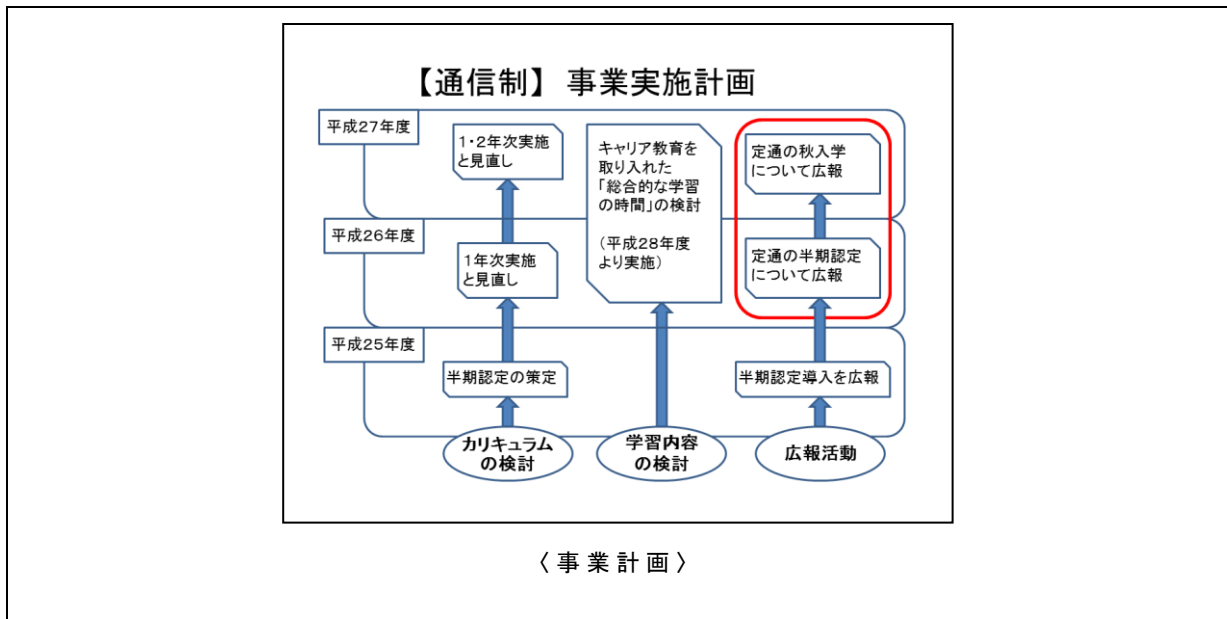 【通信制】 事業実施計画
平成27年度
1・2年次実施
と見直し
キャリア教育を
取り入れた
「総合的な学習
の時間」の検討
(平成28年度
より実施)
定通の秋入学
について広報
平成26年度
1年次実施
と見直し
定通の半期認定
について広報
平成25年度
半期認定の策定
半期認定導入を広報
カリキュラム
の検討
学習内容
の検討
広報活動
〈事業計画〉